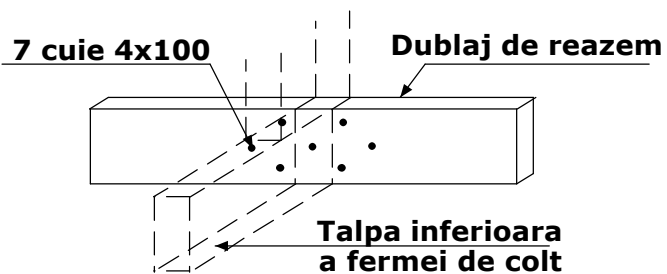 7 cuie 4x100
Dublaj de reazem
Talpa inferioara
a fermei de colt